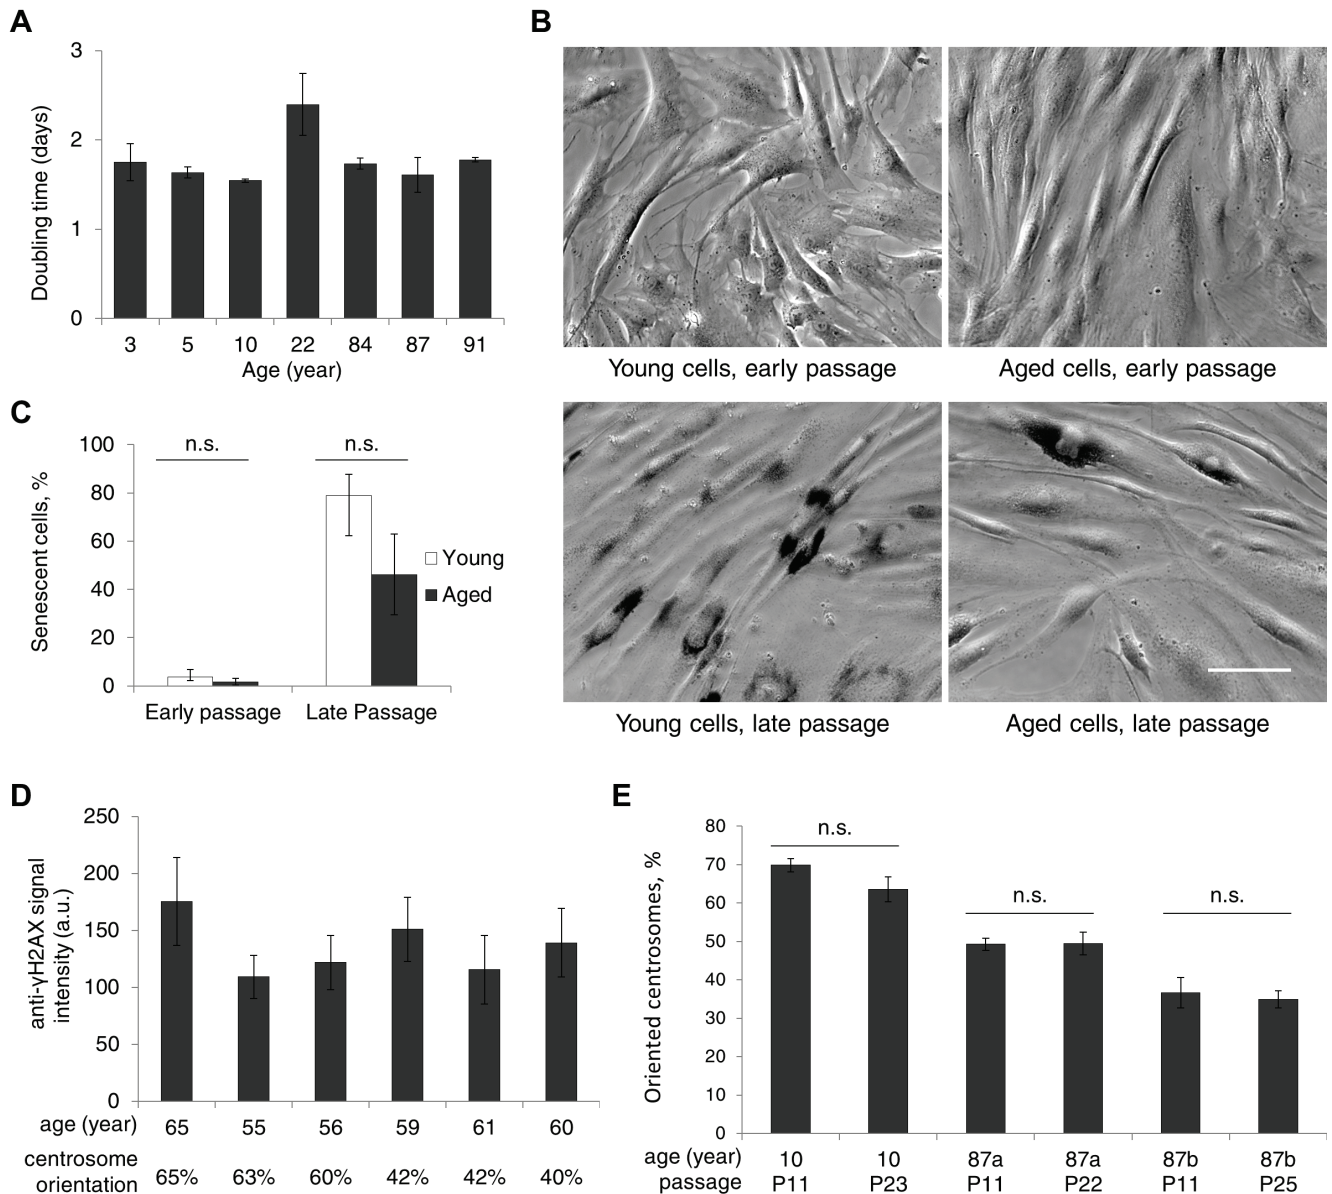 A
3
2
1
0
Doubling time (days)
3 5 10 22 84 87 91
Age (year)
B
Young cells, early passage
Aged cells, early passage
Young cells, late passage
Aged cells, late passage
C
100
80
60
40
20
0
Senescent cells, %
n.s. n.s.
Young
Aged
Early passage Late Passage
D
250
200
150
100
50
0
anti-γH2AX signal
intensity (a.u.)
age (year) 65 55 56 59 61 60
centrosome
orientation 65% 63% 60% 42% 42% 40%
E
80
70
60
50
40
30
20
10
0
Oriented centrosomes, %
n.s. n.s. n.s.
age (year) 10 10 87a 87a 87b 87b
passage P11 P23 P11 P22 P11 P25